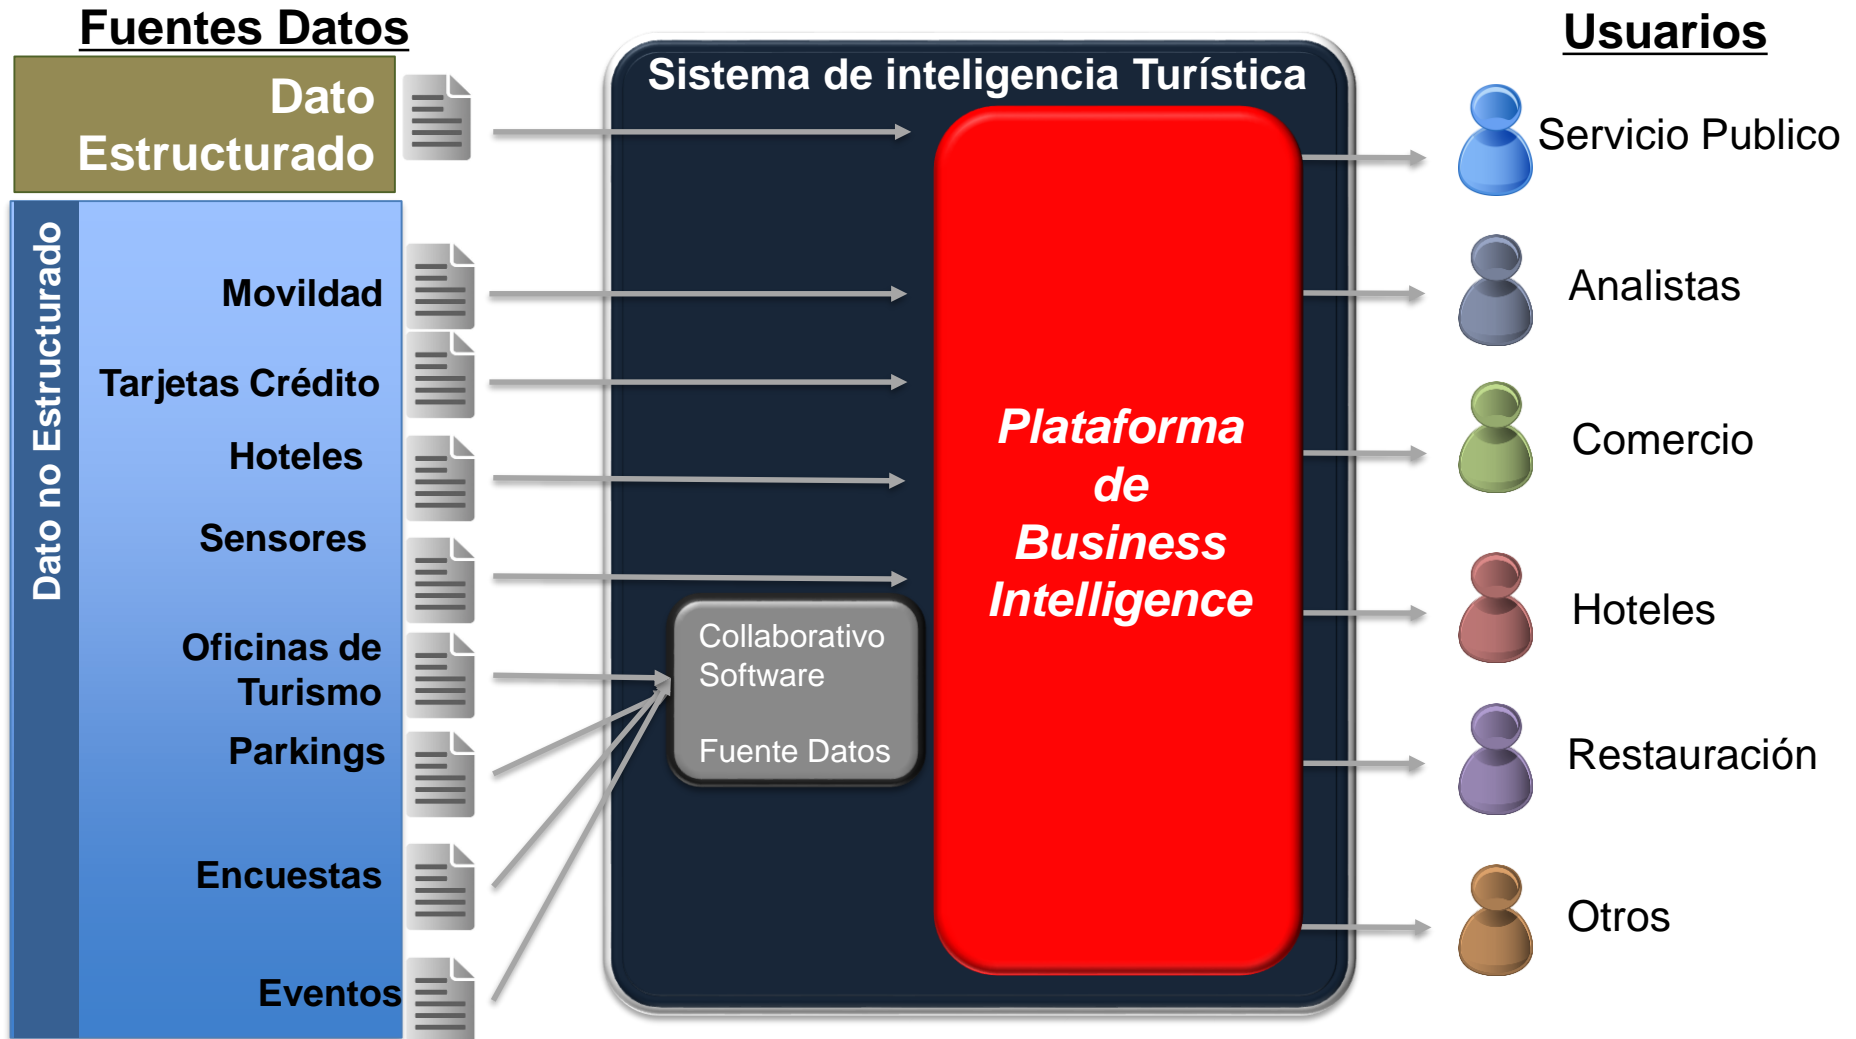 Fuentes Datos
Dato
Estructurado
Dato no Estructurado
Movildad
Tarjetas Crédito
Hoteles
Sensores
Oficinas de
Turismo
Parkings
Encuestas
Eventos
Sistema de inteligencia Turística
Collaborativo
Software
Fuente Datos
Plataforma
de
Business
Intelligence
Usuarios
Servicio Publico
Analistas
Comercio
Hoteles
Restauración
Otros